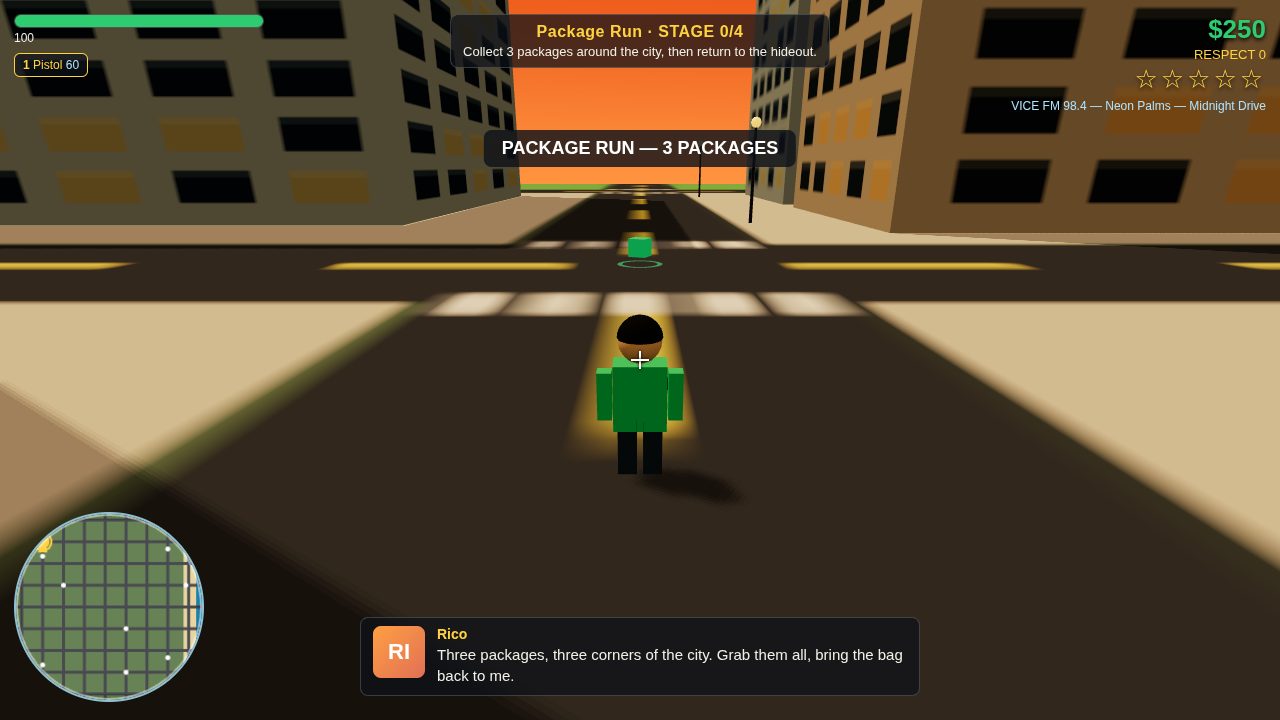 100
1 Pistol 60
Package Run · STAGE 0/4
Collect 3 packages around the city, then return to the hideout.
PACKAGE RUN — 3 PACKAGES
$250
RESPECT 0
☆☆☆☆☆
VICE FM 98.4 — Neon Palms — Midnight Drive
RI
Rico
Three packages, three corners of the city. Grab them all, bring the bag
back to me.